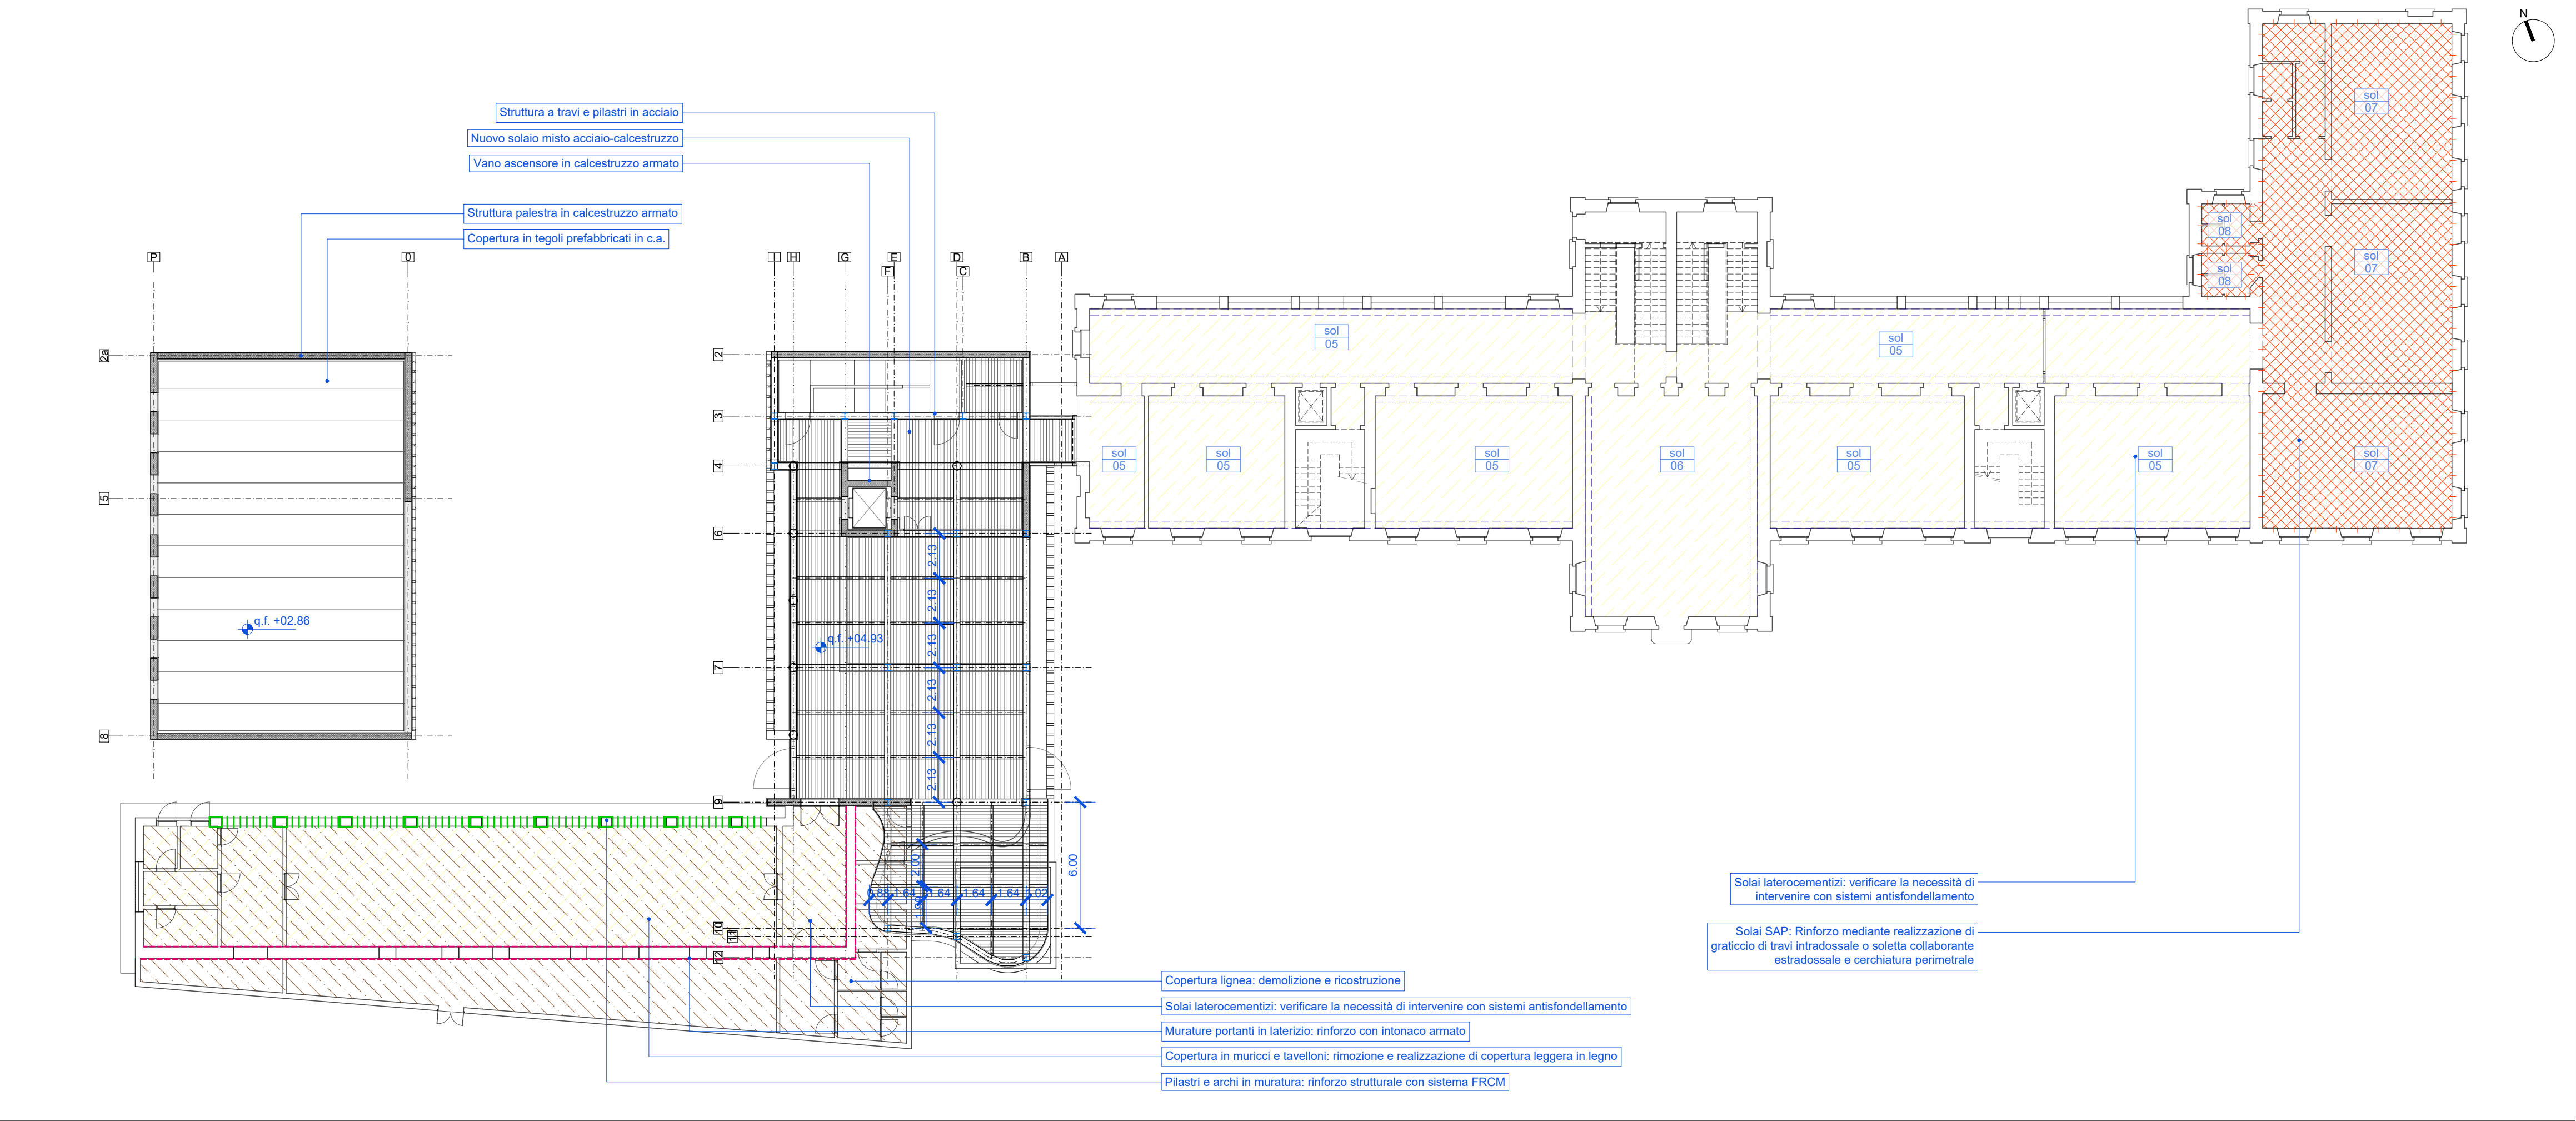 N
Struttura a travi e pilastri in acciaio
Nuovo solaio misto acciaio-calcestruzzo
Vano ascensore in calcestruzzo armato
Struttura palestra in calcestruzzo armato
Copertura in tegoli prefabbricati in c.a.
P
0
I
H
G
F
E
D
C
B
A
2a
5
8
2
3
4
6
7
9
10
11
12
q.f. +02.86
q.f. +04.93
2.13
2.13
2.13
2.13
2.13
2.13
6.00
2.00
1.64
1.64
1.64
1.64
1.02
sol
05
sol
05
sol
05
sol
05
sol
05
sol
06
sol
05
sol
05
sol
07
sol
07
sol
07
sol
08
sol
08
Solai laterocementizi: verificare la necessità di
intervenire con sistemi antisfondellamento
Solai SAP: Rinforzo mediante realizzazione di
graticcio di travi intradossale o soletta collaborante
estradossale e cerchiatura perimetrale
Copertura lignea: demolizione e ricostruzione
Solai laterocementizi: verificare la necessità di intervenire con sistemi antisfondellamento
Murature portanti in laterizio: rinforzo con intonaco armato
Copertura in muricci e tavelloni: rimozione e realizzazione di copertura leggera in legno
Pilastri e archi in muratura: rinforzo strutturale con sistema FRCM